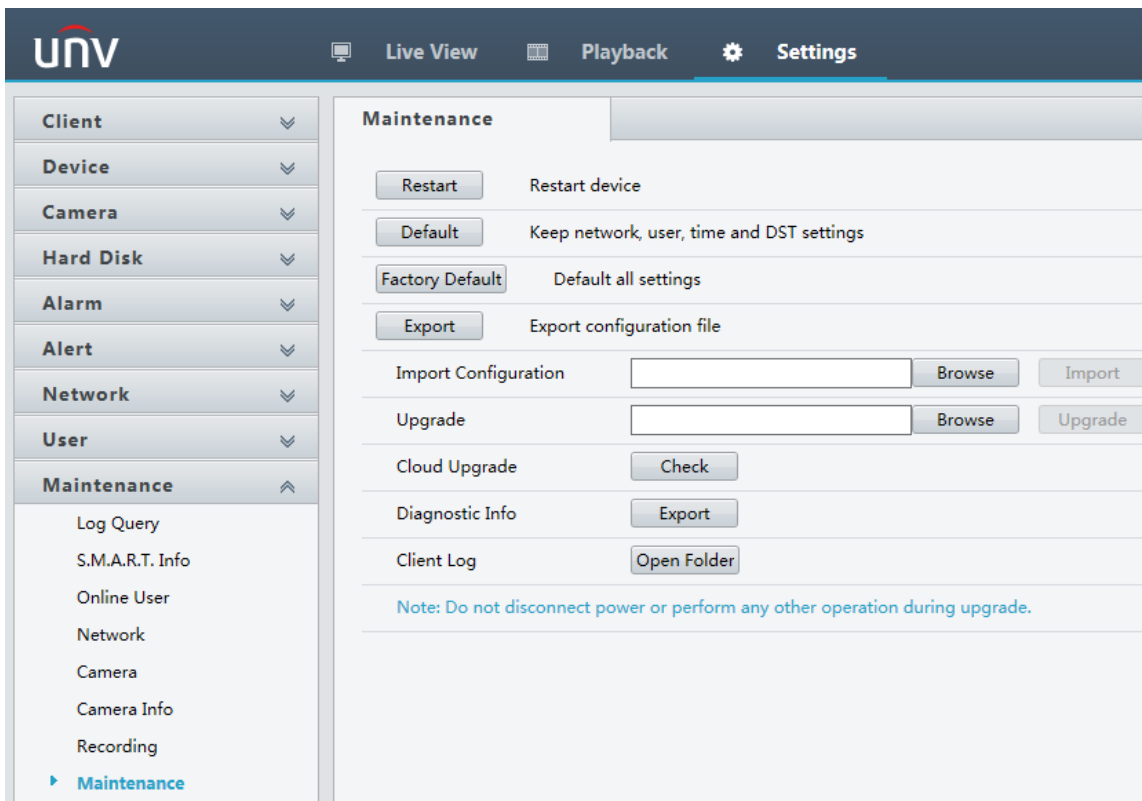 unv
Live View Playback Settings
Client
Device
Camera
Hard Disk
Alarm
Alert
Network
User
Maintenance
Log Query
S.M.A.R.T. Info
Online User
Network
Camera
Camera Info
Recording
Maintenance
Maintenance
Restart Restart device
Default Keep network, user, time and DST settings
Factory Default Default all settings
Export Export configuration file
Import Configuration Browse Import
Upgrade Browse Upgrade
Cloud Upgrade Check
Diagnostic Info Export
Client Log Open Folder
Note: Do not disconnect power or perform any other operation during upgrade.